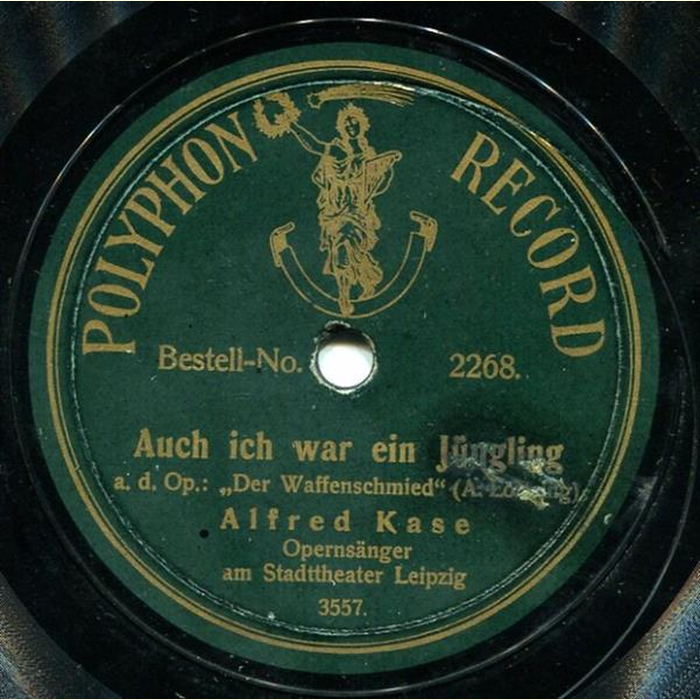 POLYPHON RECORD
Bestell-No. 2268.
Auch ich war ein Jüngling
a. d. Op.: „Der Waffenschmied“ (A.
Alfred Kase
Opernsänger
am Stadttheater Leipzig
3557.